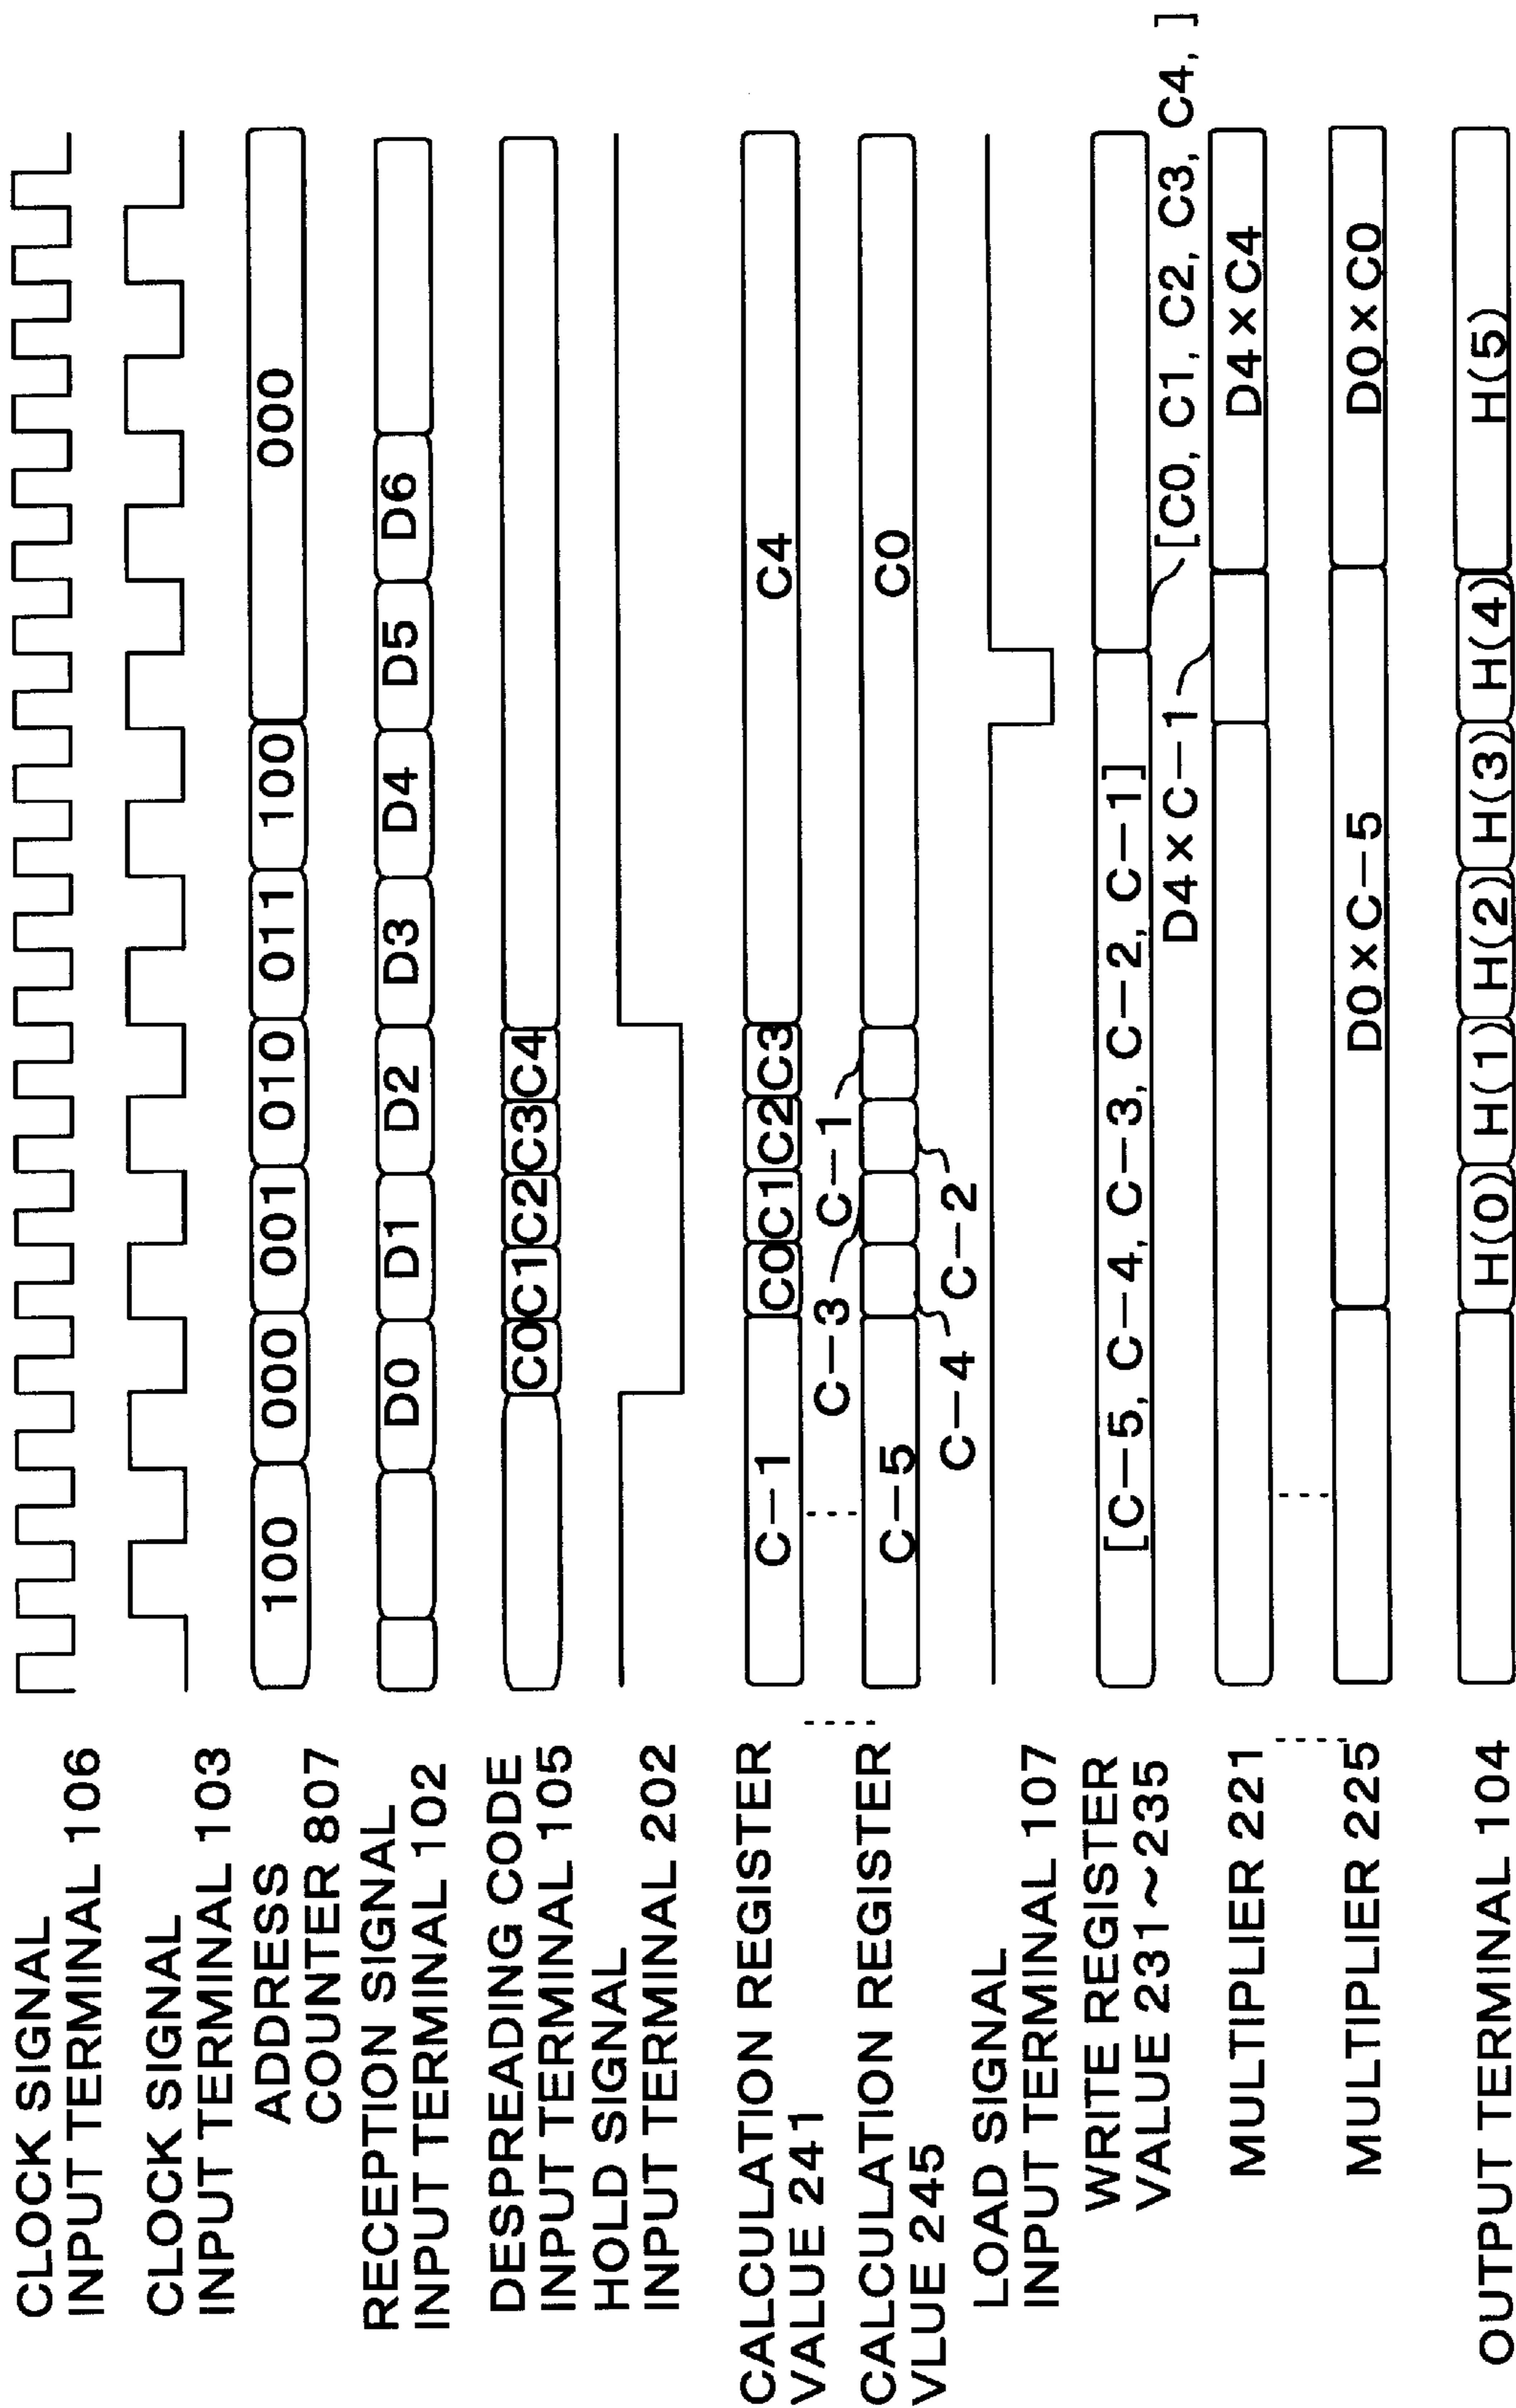 CLOCK SIGNAL
INPUT TERMINAL 106
CLOCK SIGNAL
INPUT TERMINAL 103
ADDRESS
COUNTER 807
100 000 001 010 011 100 000
RECEPTION SIGNAL
INPUT TERMINAL 102
D0 D1 D2 D3 D4 D5 D6
DESPREADING CODE
INPUT TERMINAL 105
C0 C1 C2 C3 C4
HOLD SIGNAL
INPUT TERMINAL 202
CALCULATION REGISTER
VALUE 241
C-1 C0 C1 C2 C3 C4
C-3 C-1
CALCULATION REGISTER
VLUE 245
C-5 C0
C-4 C-2
LOAD SIGNAL
INPUT TERMINAL 107
WRITE REGISTER
VALUE 231~235
[C-5, C-4, C-3, C-2, C-1]
[C0, C1, C2, C3, C4, ]
D4×C-1
MULTIPLIER 221
D4×C4
MULTIPLIER 225
D0×C-5 D0×C0
OUTPUT TERMINAL 104
H(0) H(1) H(2) H(3) H(4) H(5)